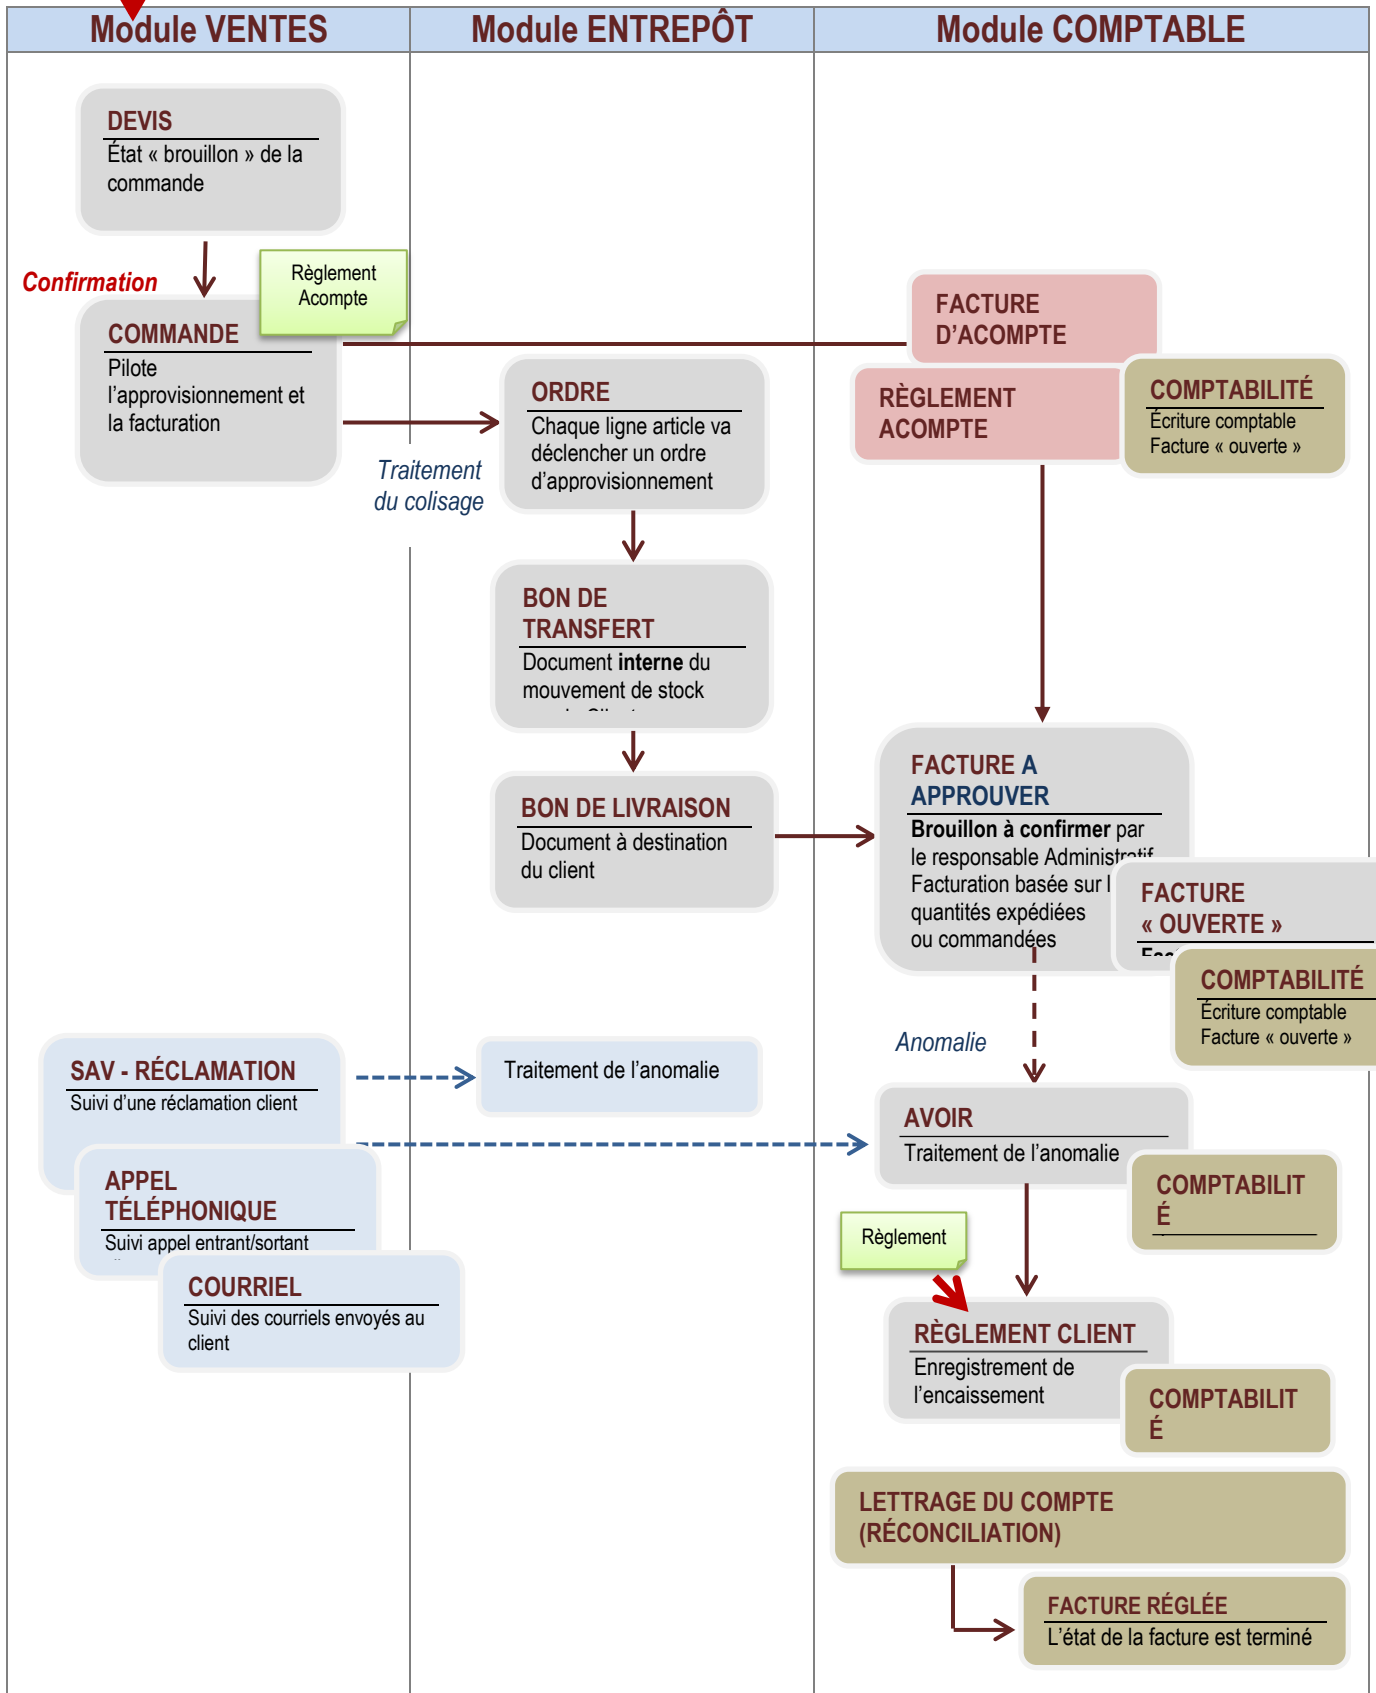 Module VENTES
Module ENTREPÔT
Module COMPTABLE
DEVIS
État « brouillon » de la
commande
Confirmation
Règlement
Acompte
COMMANDE
Pilote
l'approvisionnement et
la facturation
Traitement
du colisage
ORDRE
Chaque ligne article va
déclencher un ordre
d'approvisionnement
BON DE
TRANSFERT
Document interne du
mouvement de stock
BON DE LIVRAISON
Document à destination
du client
FACTURE
D'ACOMPTE
RÈGLEMENT
ACOMPTE
COMPTABILITÉ
Écriture comptable
Facture « ouverte »
FACTURE A
APPROUVER
Brouillon à confirmer par
le responsable Administratif
Facturation basée sur l
quantités expédiées
ou commandées
FACTURE
« OUVERTE »
COMPTABILITÉ
Écriture comptable
Facture « ouverte »
Anomalie
SAV - RÉCLAMATION
Suivi d'une réclamation client
Traitement de l'anomalie
APPEL
TÉLÉPHONIQUE
Suivi appel entrant/sortant
COURRIEL
Suivi des courriels envoyés au
client
AVOIR
Traitement de l'anomalie
COMPTABILIT
É
Règlement
RÈGLEMENT CLIENT
Enregistrement de
l'encaissement
COMPTABILIT
É
LETTRAGE DU COMPTE
(RÉCONCILIATION)
FACTURE RÉGLÉE
L'état de la facture est terminé